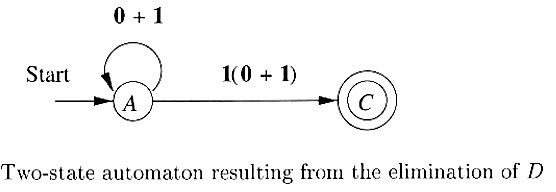 0 + 1
Start
1(0 + 1)
A
C
Two-state automaton resulting from the elimination of D